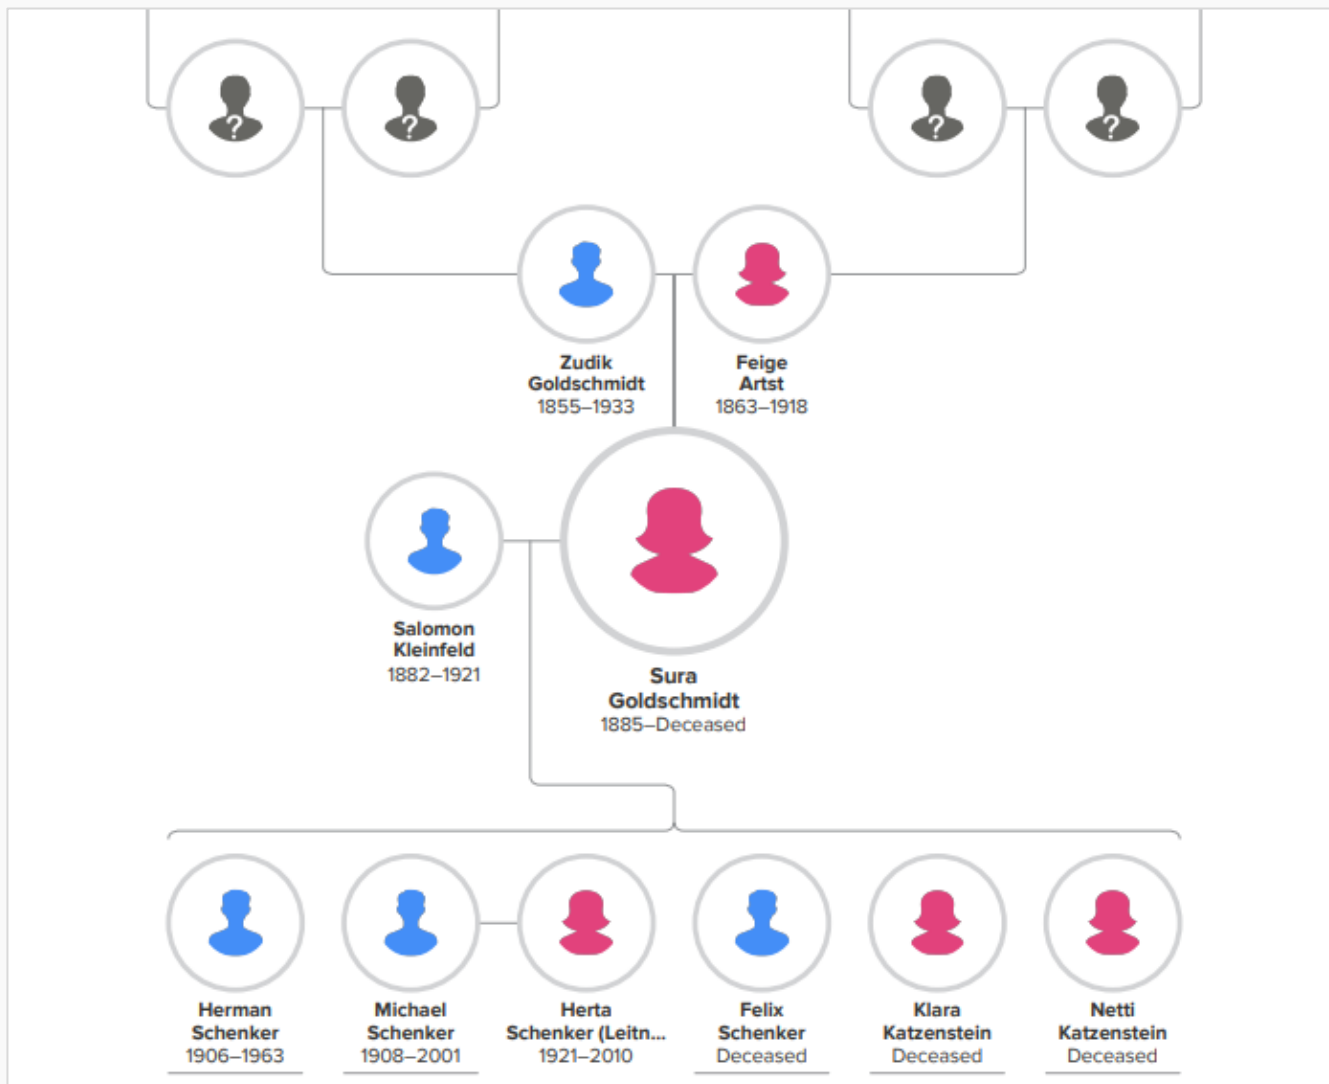 ?
?
?
?
Zudik
Goldschmidt
1855–1933
Feige
Artst
1863–1918
Salomon
Kleinfeld
1882–1921
Sura
Goldschmidt
1885–Deceased
Herman
Schenker
1906–1963
Michael
Schenker
1908–2001
Herta
Schenker (Leitn...
1921–2010
Felix
Schenker
Deceased
Klara
Katzenstein
Deceased
Netti
Katzenstein
Deceased